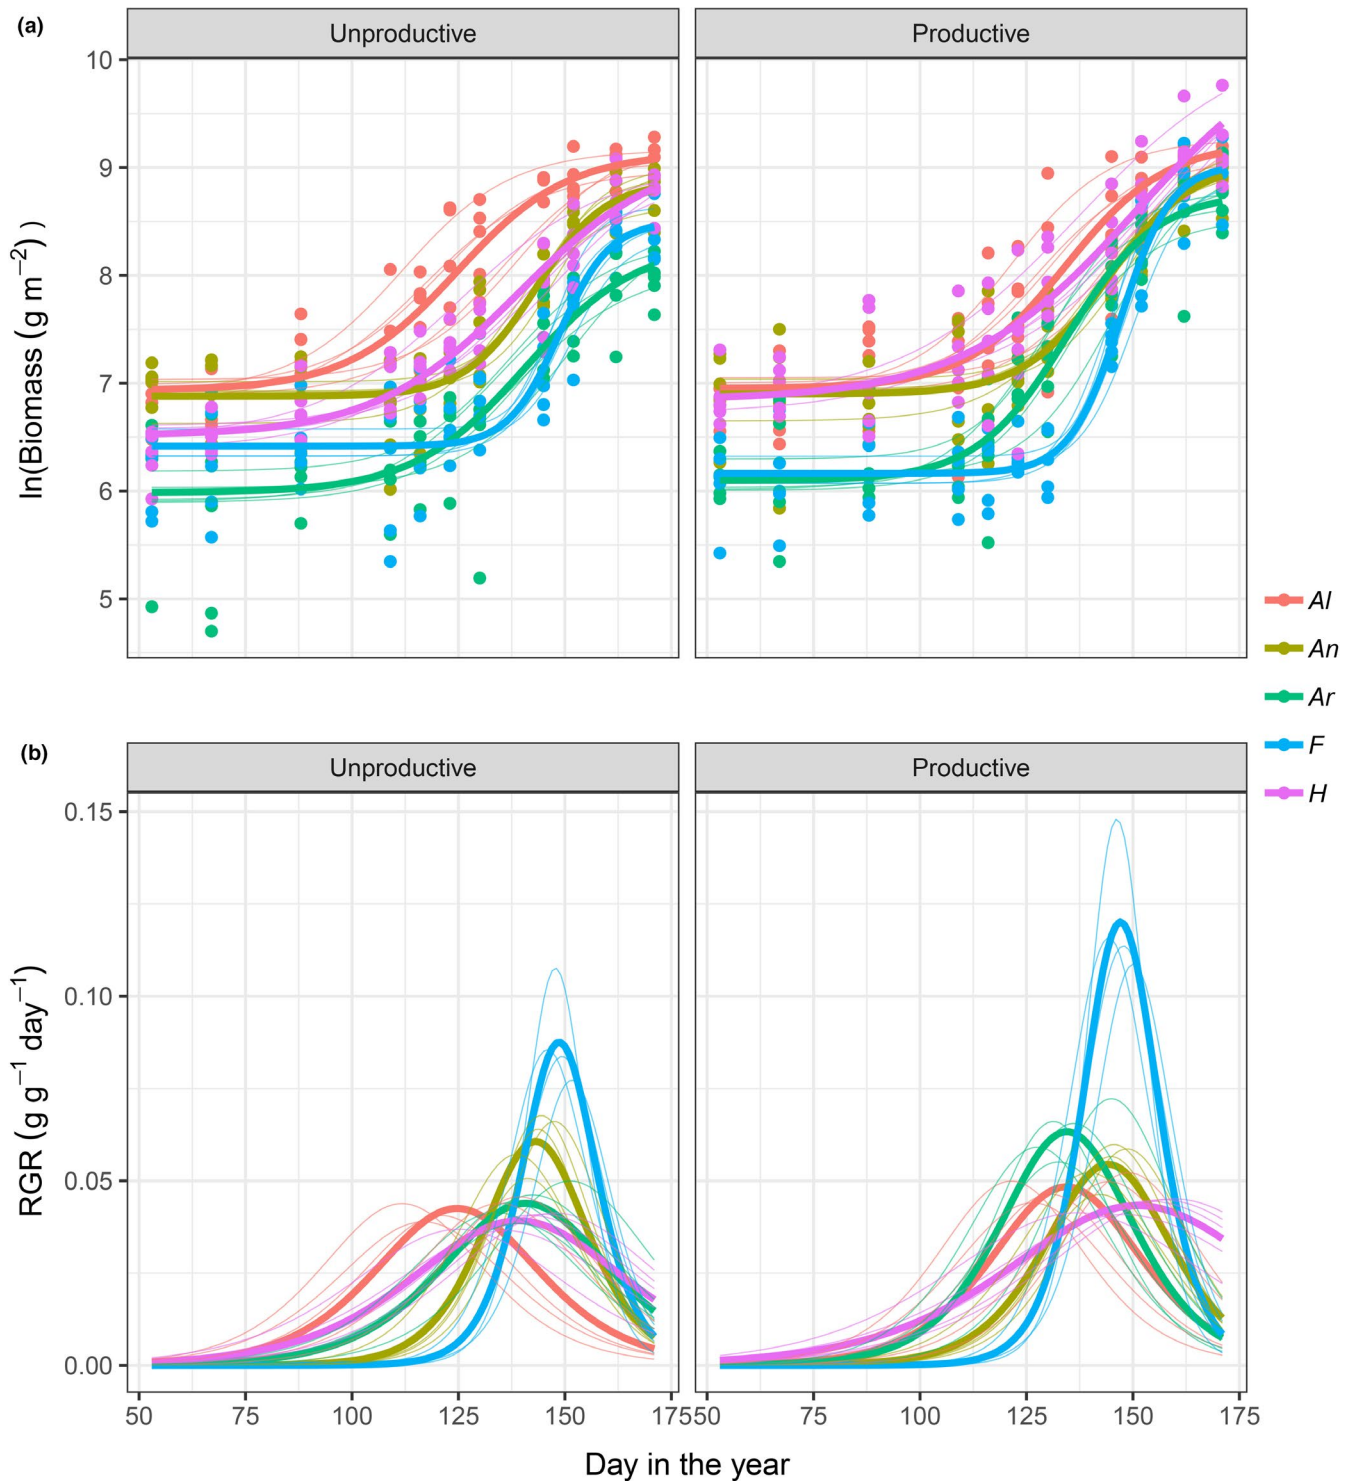 (a)
Unproductive
Productive
10
9
8
7
6
5
ln(Biomass (g m−2) )
Al
An
Ar
F
H
(b)
Unproductive
Productive
0.15
0.10
0.05
0.00
RGR (g g−1 day−1)
50 75 100 125 150 175 50 75 100 125 150 175
Day in the year